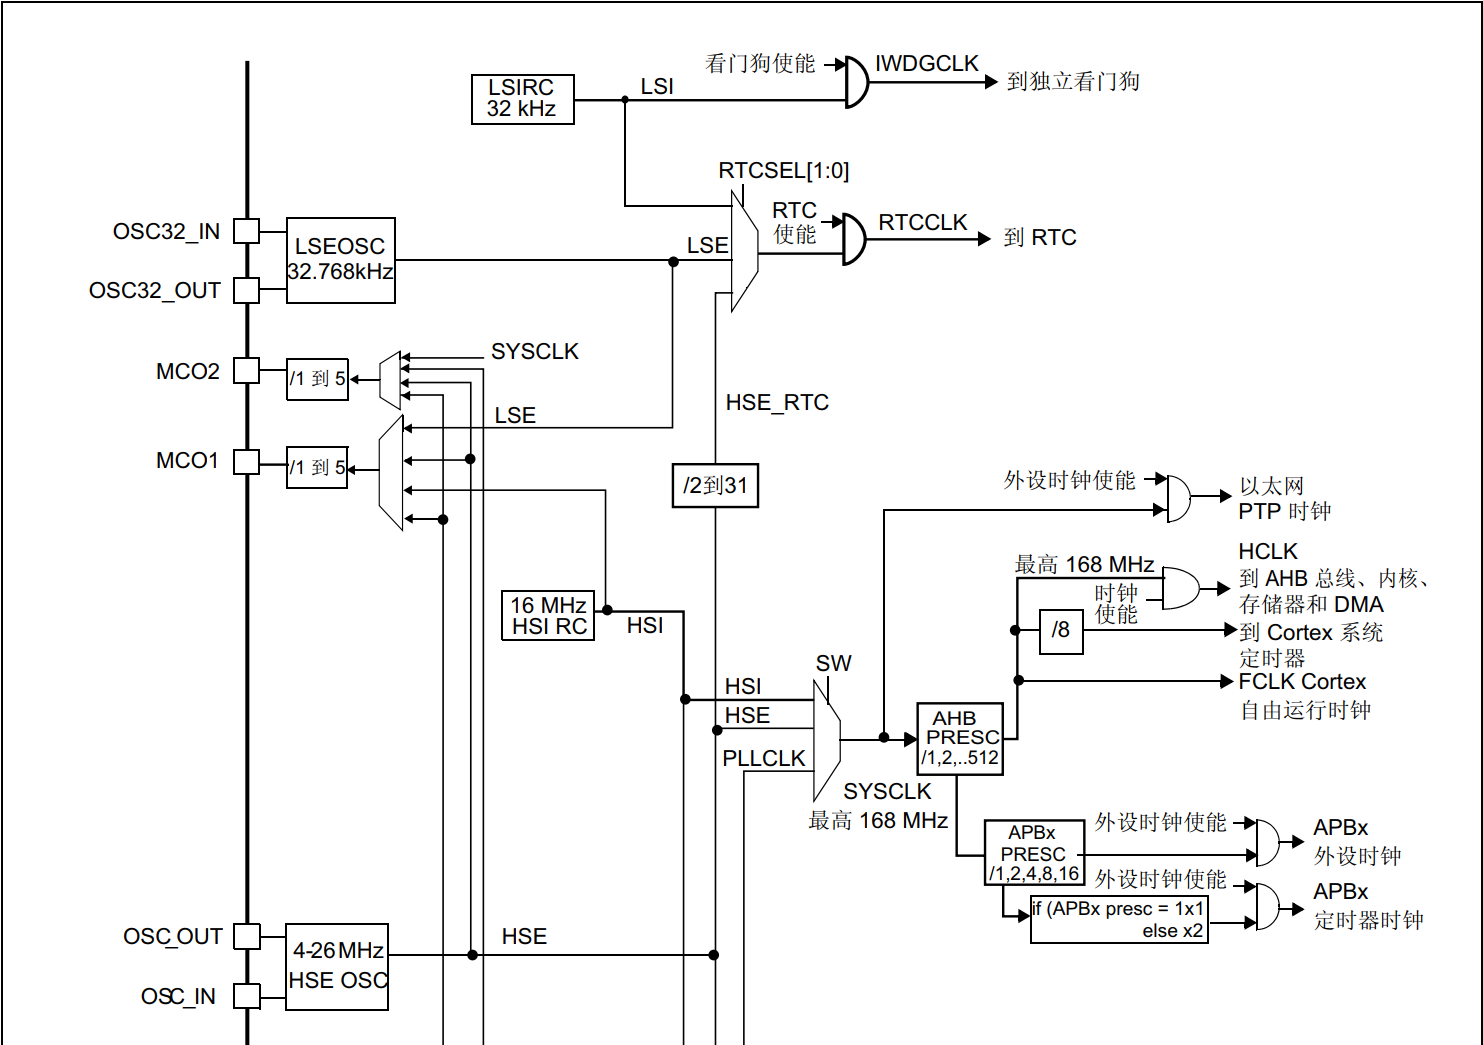 看门狗使能
IWDGCLK
到独立看门狗
LSIRC
32 kHz
LSI
RTCSEL[1:0]
OSC32_IN
OSC32_OUT
LSEOSC
32.768kHz
LSE
RTC
使能
RTCCLK
到 RTC
MCO2
/1 到 5
SYSCLK
LSE
MCO1
/1 到 5
HSE_RTC
/2到31
外设时钟使能
以太网
PTP 时钟
最高 168 MHz
时钟
使能
HCLK
到 AHB 总线、内核、
存储器和 DMA
/8
到 Cortex 系统
定时器
FCLK Cortex
自由运行时钟
16 MHz
HSI RC
HSI
SW
HSI
HSE
PLLCLK
SYSCLK
最高 168 MHz
AHB
PRESC
/1,2,..512
APBx
PRESC
/1,2,4,8,16
外设时钟使能
APBx
外设时钟
外设时钟使能
APBx
定时器时钟
if (APBx presc = 1x1
else x2
OSC_OUT
OSC_IN
4-26 MHz
HSE OSC
HSE